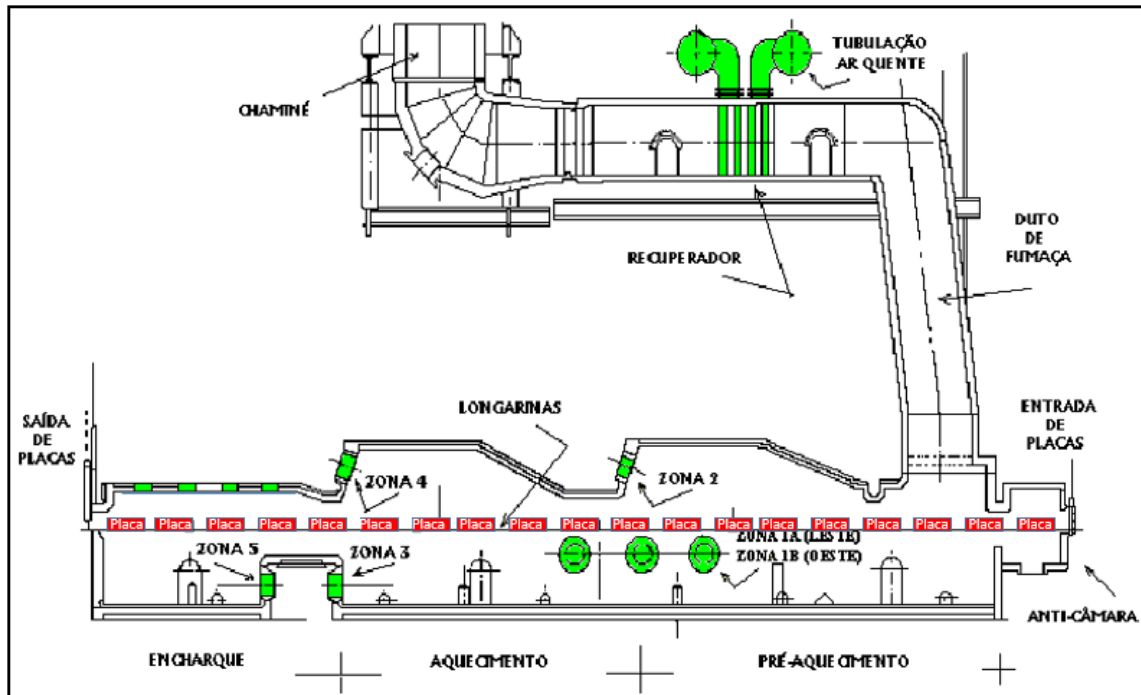 CHAMINÉ
TUBULAÇÃO
AR QUENTE
RECUPERADOR
DUTO
DE
FUMAÇA
SAÍDA
DE
PLACAS
LONGARINAS
ENTRADA
DE
PLACAS
ZONA 4
ZONA 2
Placa Placa Placa Placa Placa Placa Placa Placa Placa Placa Placa Placa Placa Placa Placa Placa Placa Placa Placa
ZONA 5
ZONA 3
ZONA 1A (LESTE)
ZONA 1B (OESTE)
ANTI-CÂMARA
ENCHARQUE
AQUECIMENTO
PRÉ-AQUECIMENTO